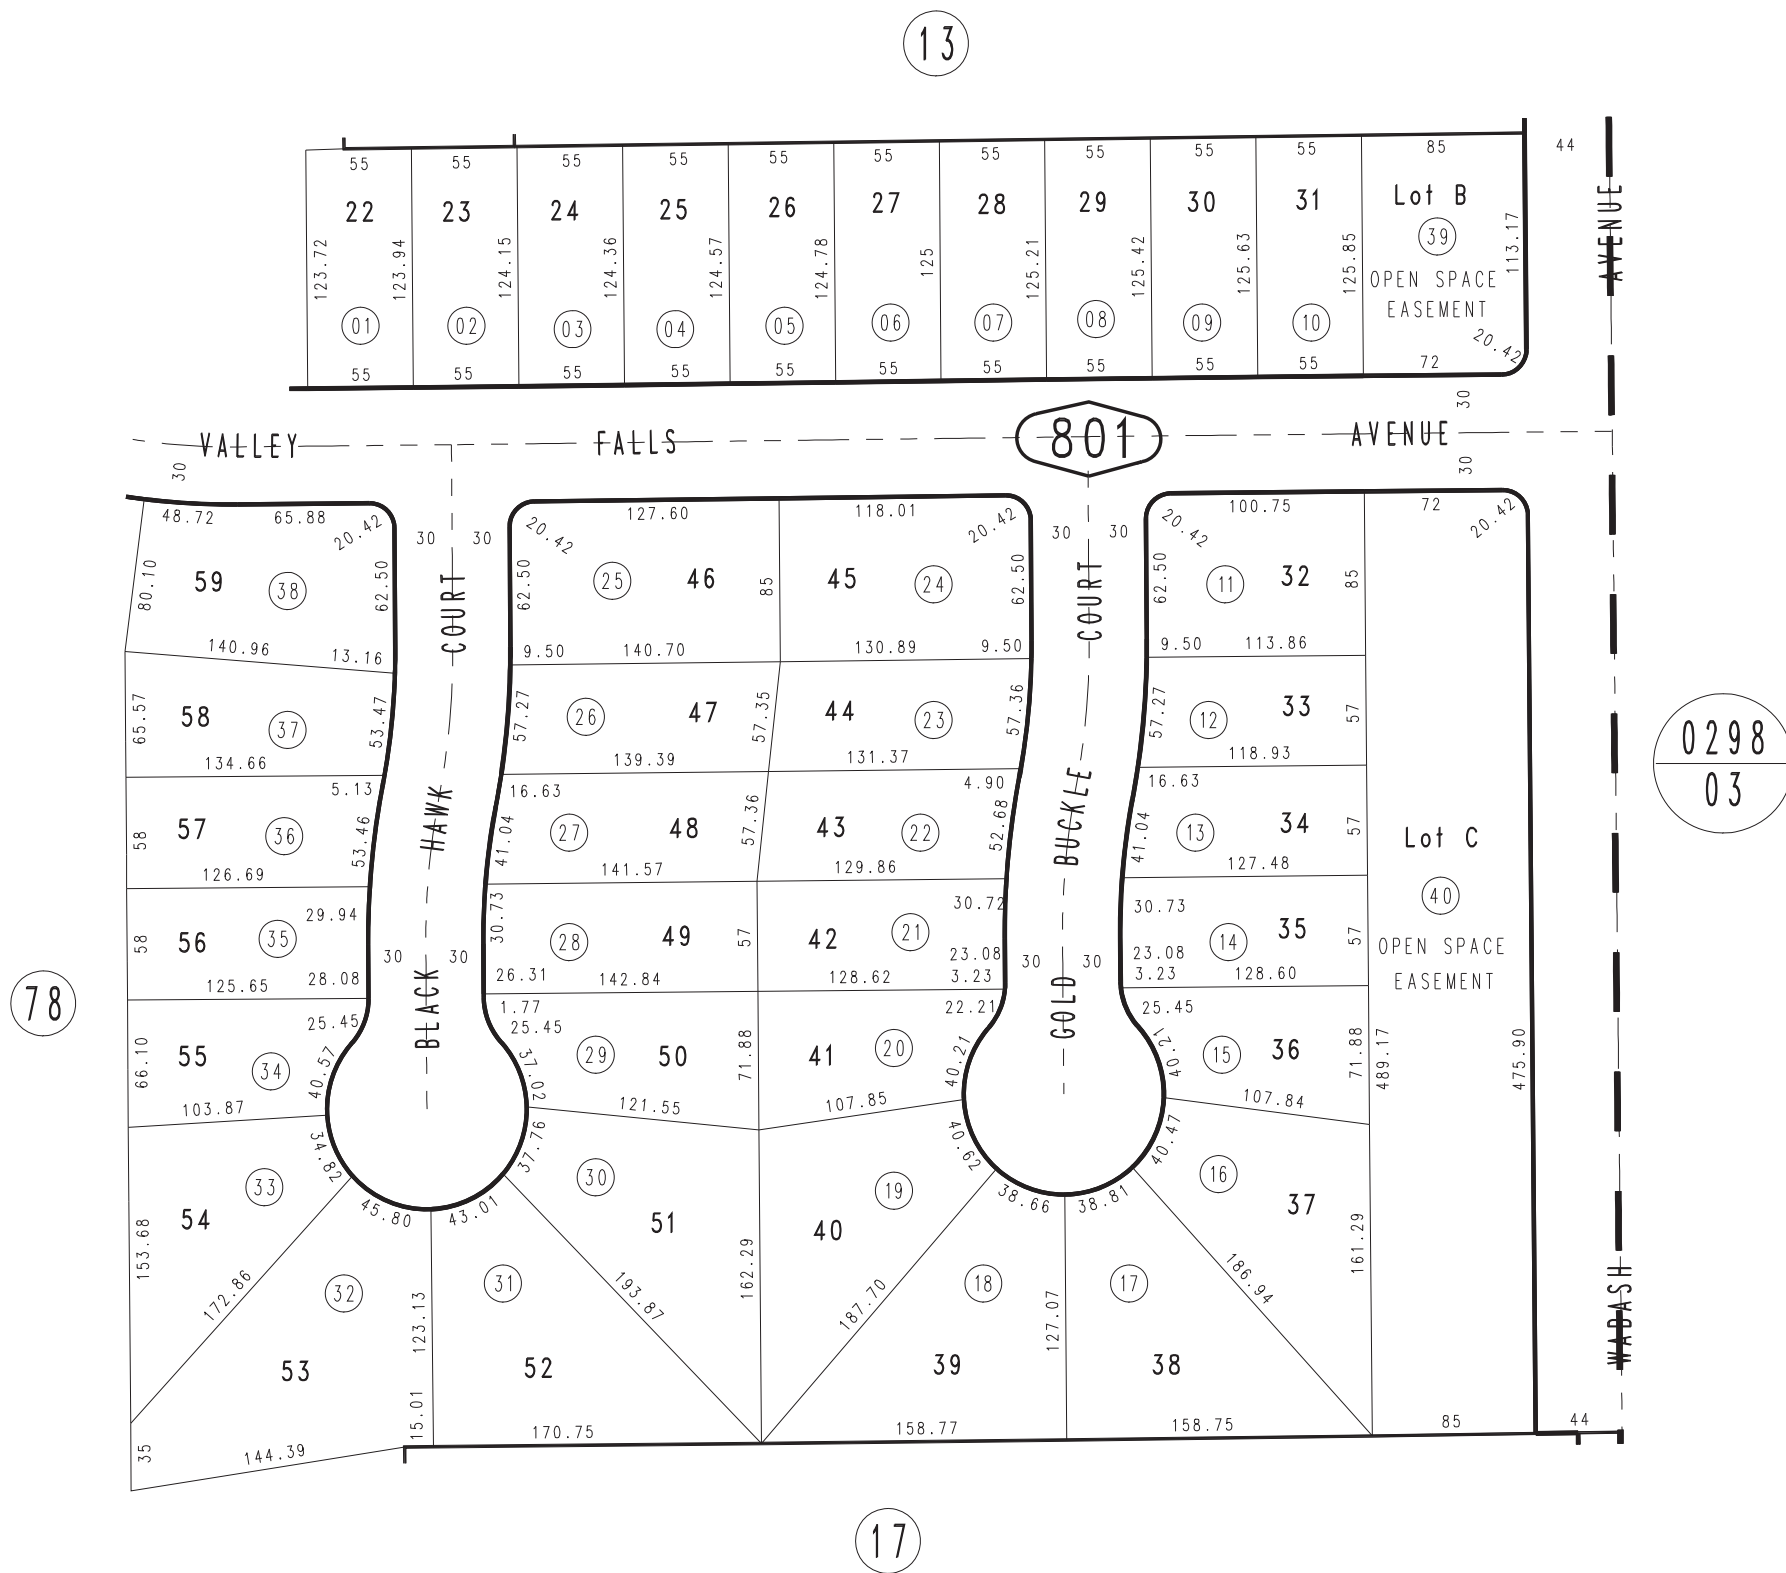 13
55 55 55 55 55 55 55 55 55 55 85 44
22 23 24 25 26 27 28 29 30 31 Lot B
39
123.72 123.94 124.15 124.36 124.57 124.78 125 125.21 125.42 125.63 125.85 113.17
AVENUE
OPEN SPACE
EASEMENT
01 02 03 04 05 06 07 08 09 10
20.42
55 55 55 55 55 55 55 55 55 55 72
30
VALLEY FALLS 801 AVENUE
30 30
48.72 65.88 20.42 30 30 20.42 127.60 118.01 20.42 30 30 20.42 100.75 72 20.42
80.10 59 38 62.50 COURT 62.50 25 46 85 45 24 62.50 COURT 62.50 11 32 85
140.96 13.16 9.50 140.70 130.89 9.50 9.50 113.86
65.57 58 37 53.47 57.27 26 47 57.35 44 23 57.36 57.27 12 33 57
134.66 139.39 131.37 118.93
0298
03
5.13 16.63 4.90 16.63
58 57 36 53.46 HAWK 41.04 27 48 57.36 43 22 52.68 BUCKLE 41.04 13 34 57
Lot C
126.69 141.57 129.86 127.48
40
29.94 30.73 30.72 30.73
58 56 35 30 30 28 49 57 42 21 30 30 14 35 57
OPEN SPACE
EASEMENT
23.08 23.08
125.65 28.08 26.31 142.84 128.62 3.23 3.23 128.60
78
BLACK GOLD
1.77 22.21 25.45
25.45 25.45
66.10 55 34 40.57 37.02 29 50 71.88 41 20 40.21 40.21 15 36 71.88 489.17 475.90
103.87 121.55 107.85 107.84
34.82 37.76 40.62 40.47
33 30 19 16
153.68 54 45.80 43.01 51 40 38.66 38.81 37
172.86 32 31 193.87 162.29 187.70 18 17 186.94 161.29
123.13 127.07
WABASH
53 52 39 38
15.01
35 144.39 170.75 158.77 158.75 85 44
17